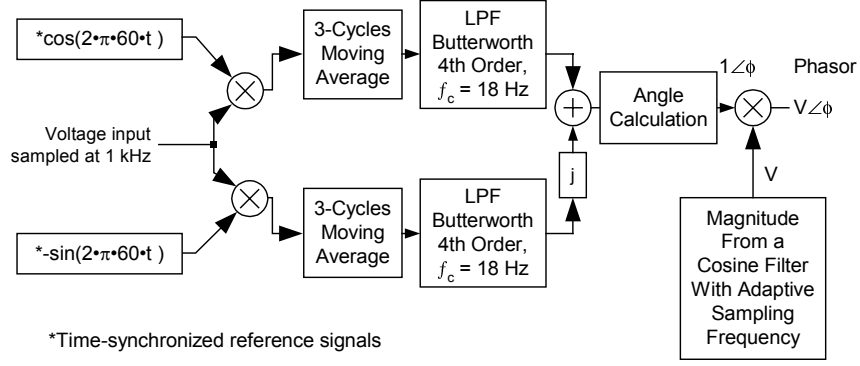 *cos(2•π•60•t )
3-Cycles
Moving
Average
LPF
Butterworth
4th Order,
fc = 18 Hz
Voltage input
sampled at 1 kHz
Angle
Calculation
1∠ϕ
Phasor
V∠ϕ
j
V
*-sin(2•π•60•t )
3-Cycles
Moving
Average
LPF
Butterworth
4th Order,
fc = 18 Hz
Magnitude
From a
Cosine Filter
With Adaptive
Sampling
Frequency
*Time-synchronized reference signals